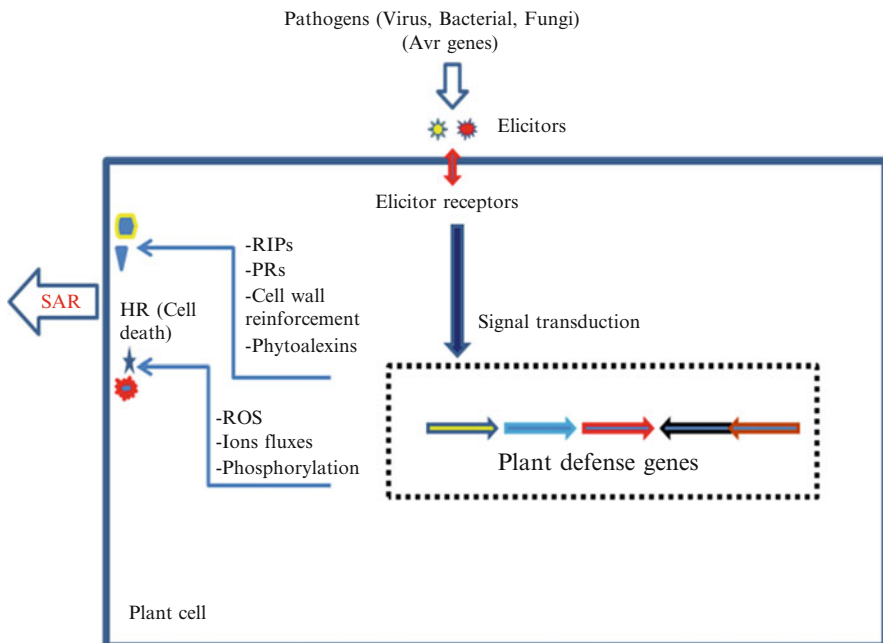 Pathogens (Virus, Bacterial, Fungi)
(Avr genes)
Elicitors
Elicitor receptors
-RIPs
-PRs
-Cell wall
reinforcement
-Phytoalexins
SAR
HR (Cell
death)
Signal transduction
-ROS
-Ions fluxes
-Phosphorylation
Plant defense genes
Plant cell